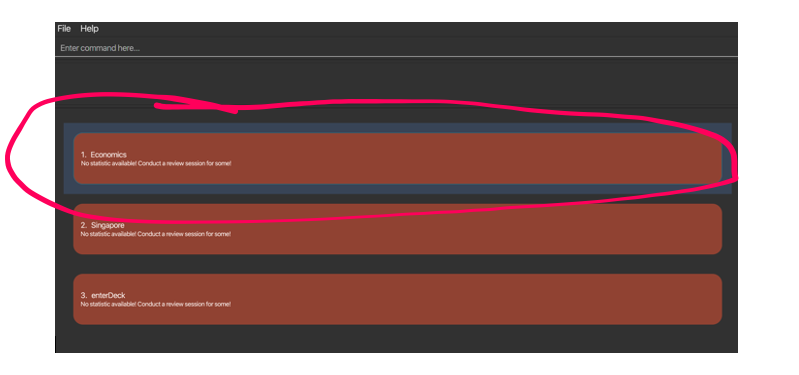 File Help
Enter command here...
1. Economics
No statistic available! Conduct a review session for some!
2. Singapore
No statistic available! Conduct a review session for some!
3. enterDeck
No statistic available! Conduct a review session for some!